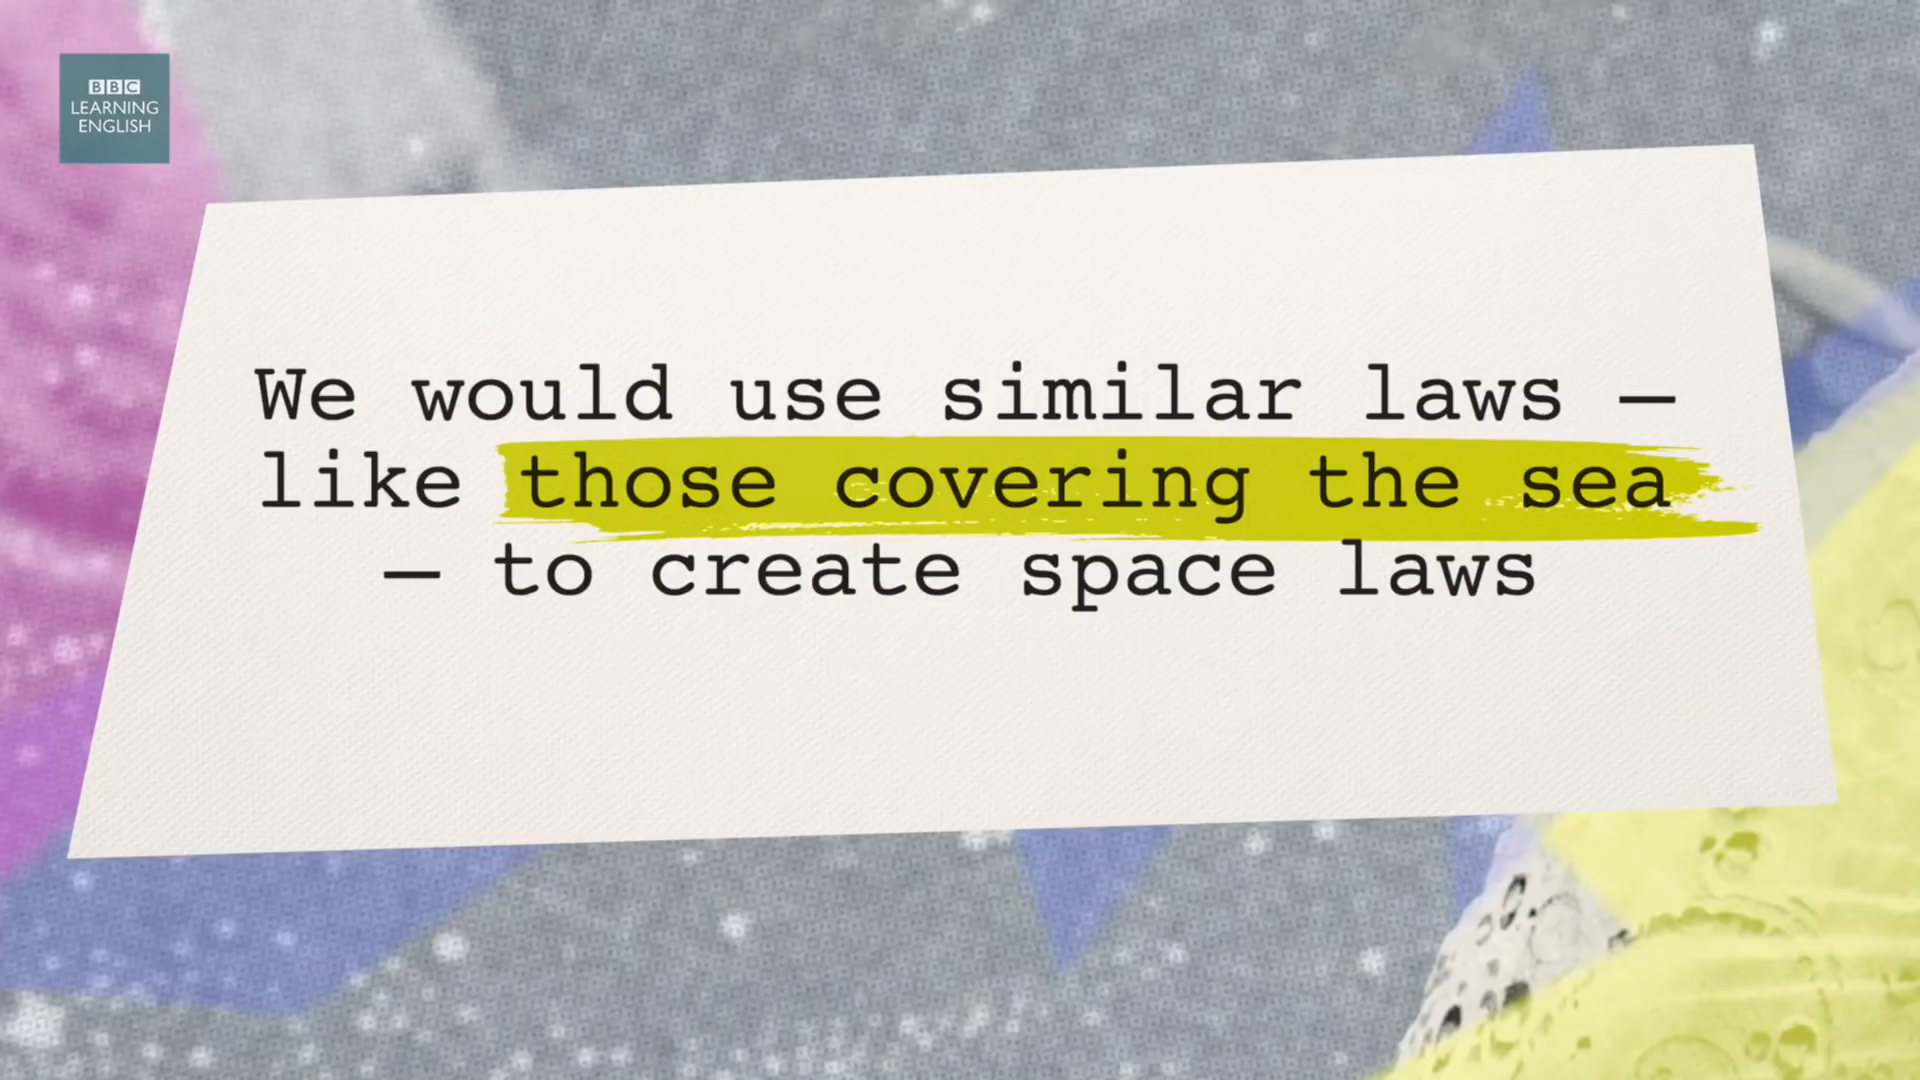 BBC
LEARNING
ENGLISH
We would use similar laws —
like those covering the sea
— to create space laws